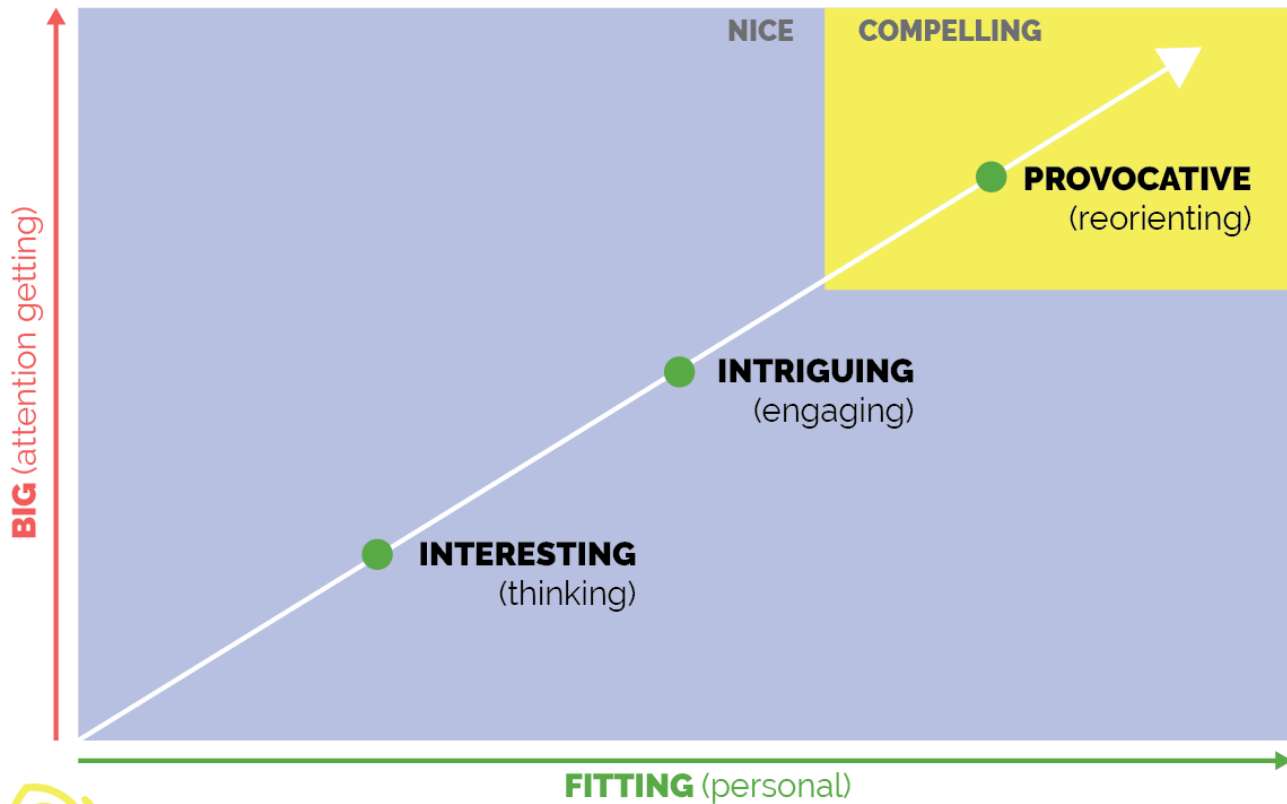 NICE
COMPELLING
PROVOCATIVE
(reorienting)
INTRIGUING
(engaging)
INTERESTING
(thinking)
BIG (attention getting)
FITTING (personal)